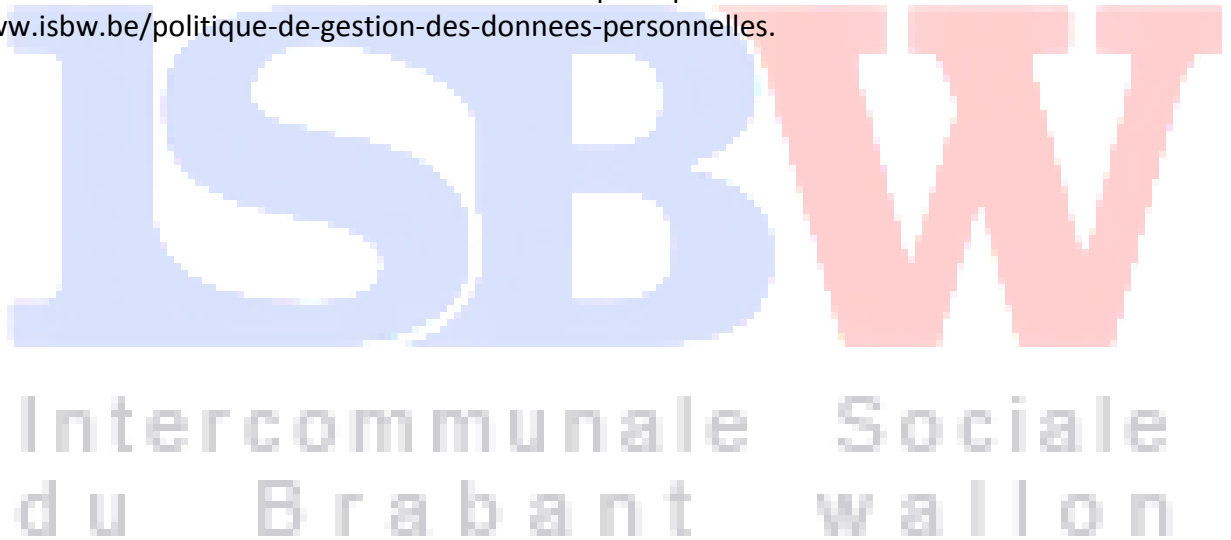 ww.isbw.be/politique-de-gestion-des-donnees-personnelles.
ISBW
Intercommunale Sociale
du Brabant wallon